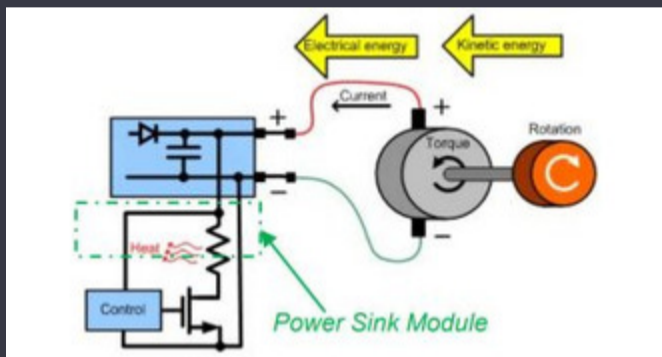 Electrical energy
Kinetic energy
Current
+
+
Rotation
Torque
−
−
Heat
Control
Power Sink Module